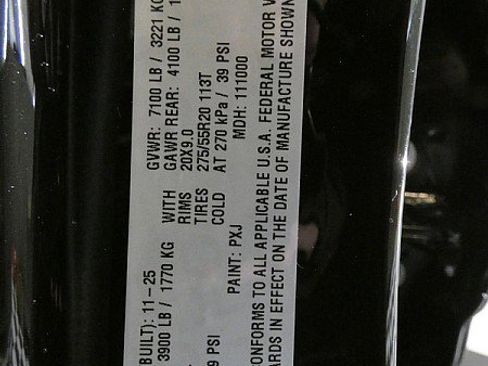 BUILT): 11-25 GVWR: 7100 LB / 3221 KG
3900 LB / 1770 KG WITH GAWR REAR: 4100 LB / 1
RIMS 20X9.0
TIRES 275/55R20 113T
9 PSI COLD AT 270 kPa / 39 PSI
PAINT: PXJ MDH: 111000
ONFORMS TO ALL APPLICABLE U.S.A. FEDERAL MOTOR V
ARDS IN EFFECT ON THE DATE OF MANUFACTURE SHOWN